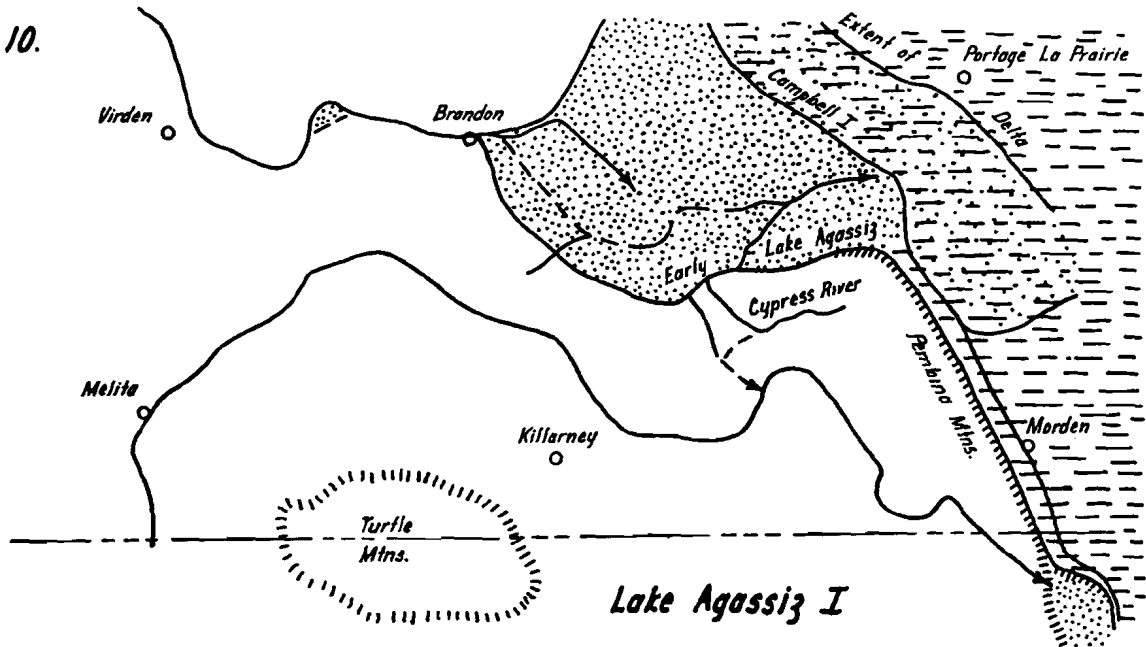 10.
Extent of
Delta
Portage La Prairie
Campbell I
Virden
Brandon
Lake Agassiz
Early
Cypress River
Pembina Mtns.
Melita
Killarney
Morden
Turtle
Mtns.
Lake Agassiz I